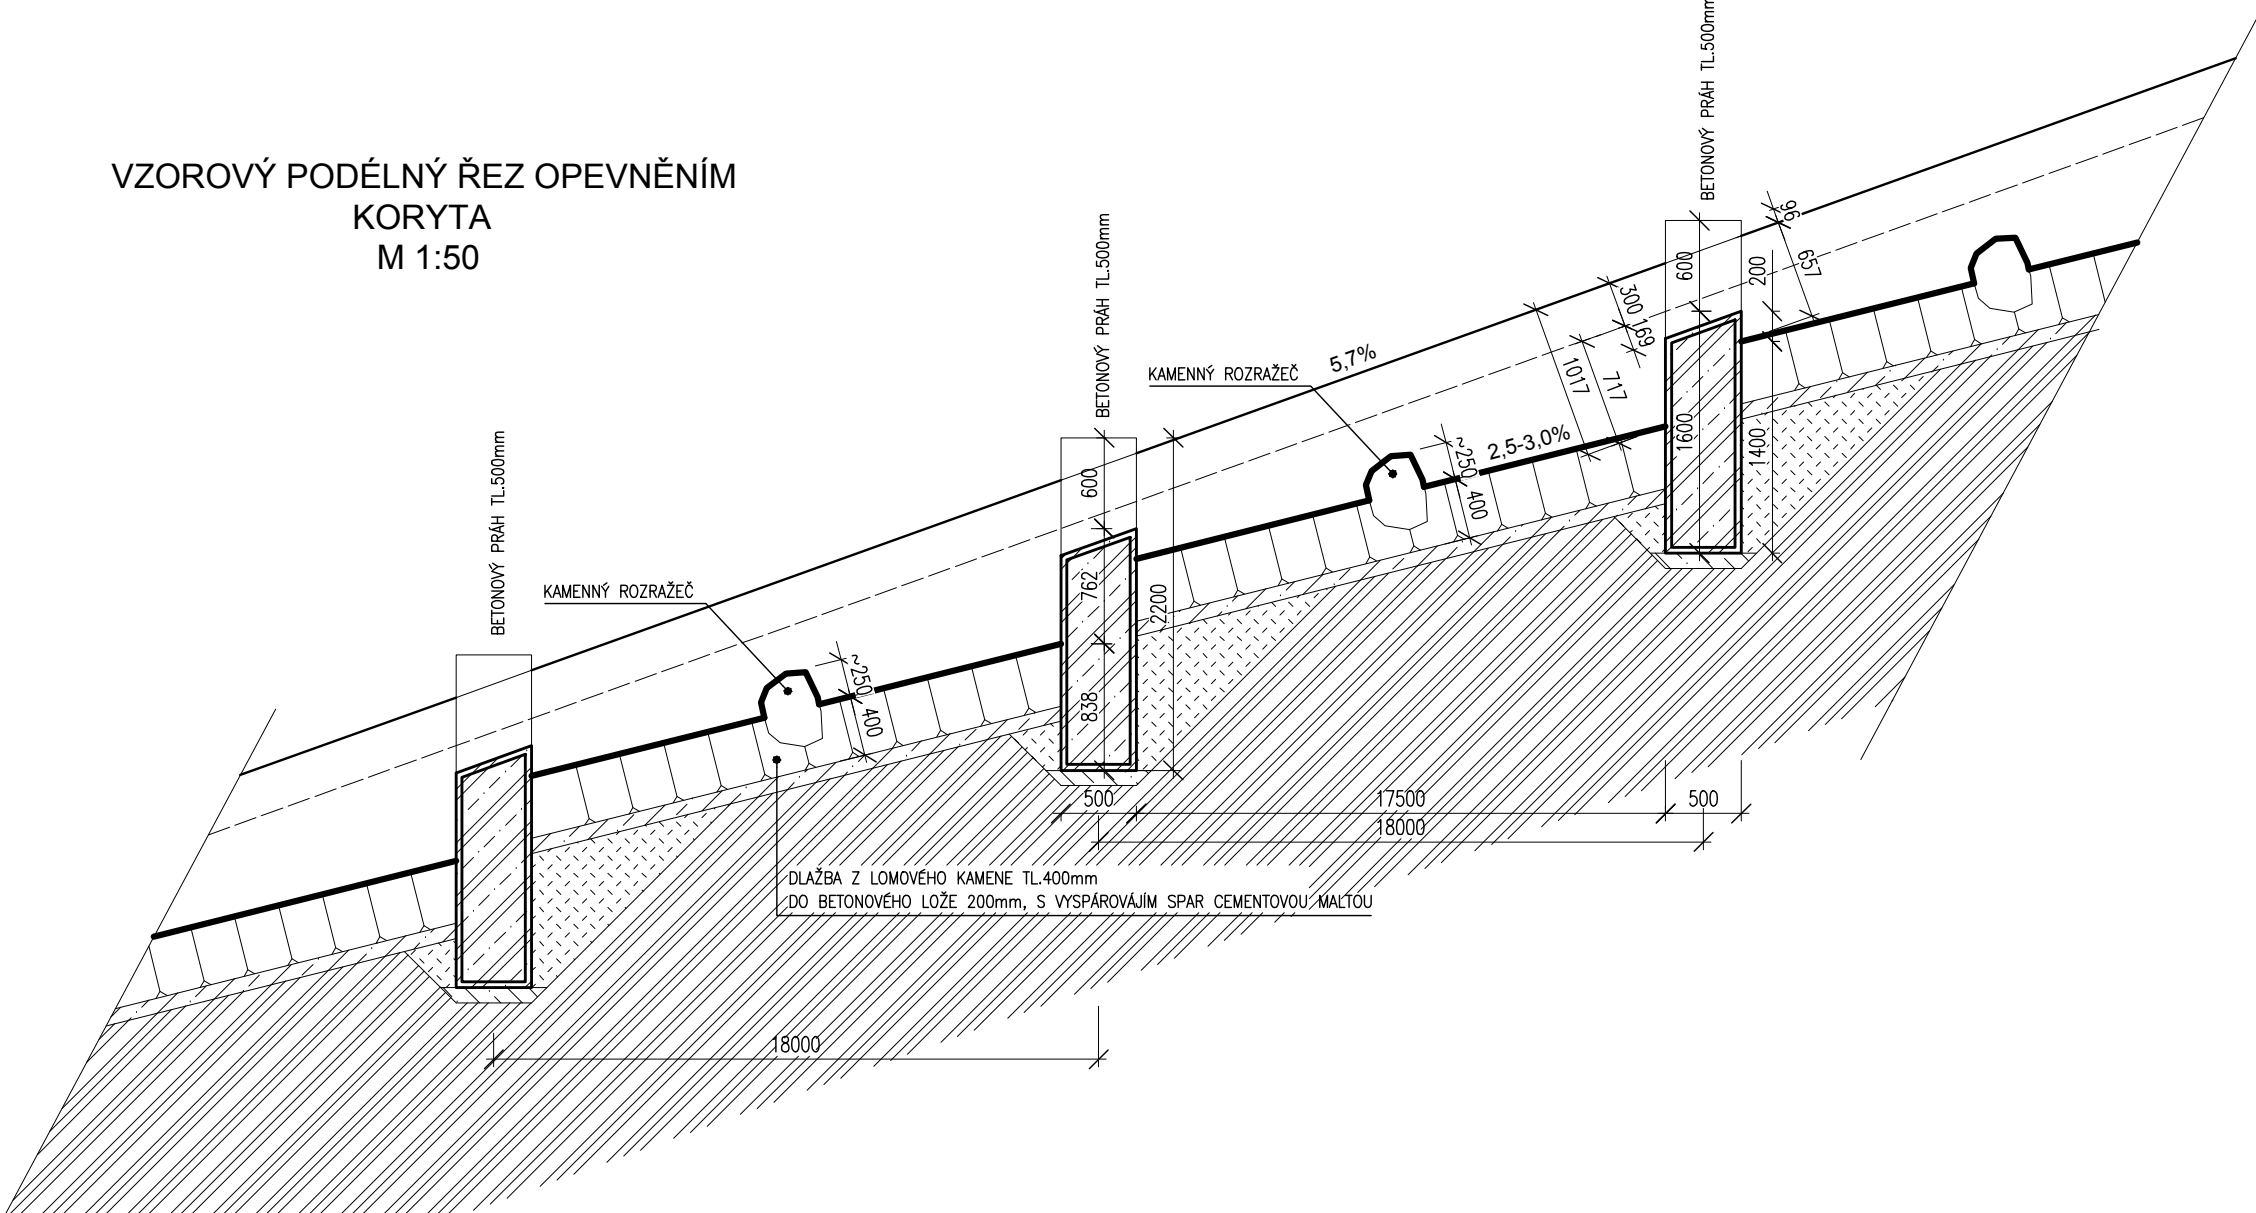 VZOROVÝ PODÉLNÝ ŘEZ OPEVNĚNÍM
KORYTA
M 1:50
BETONOVÝ PRÁH TL.500mm
BETONOVÝ PRÁH TL.500mm
BETONOVÝ PRÁH TL.500mm
96
657
600
200
300
169
1017
717
5,7%
KAMENNÝ ROZRAŽEČ
2,5-3,0%
~250
400
1600
1400
600
762
2200
838
KAMENNÝ ROZRAŽEČ
~250
400
500
17500
500
18000
DLAŽBA Z LOMOVÉHO KAMENE TL.400mm
DO BETONOVÉHO LOŽE 200mm, S VYSPÁROVÁJÍM SPAR CEMENTOVOU MALTOU
18000